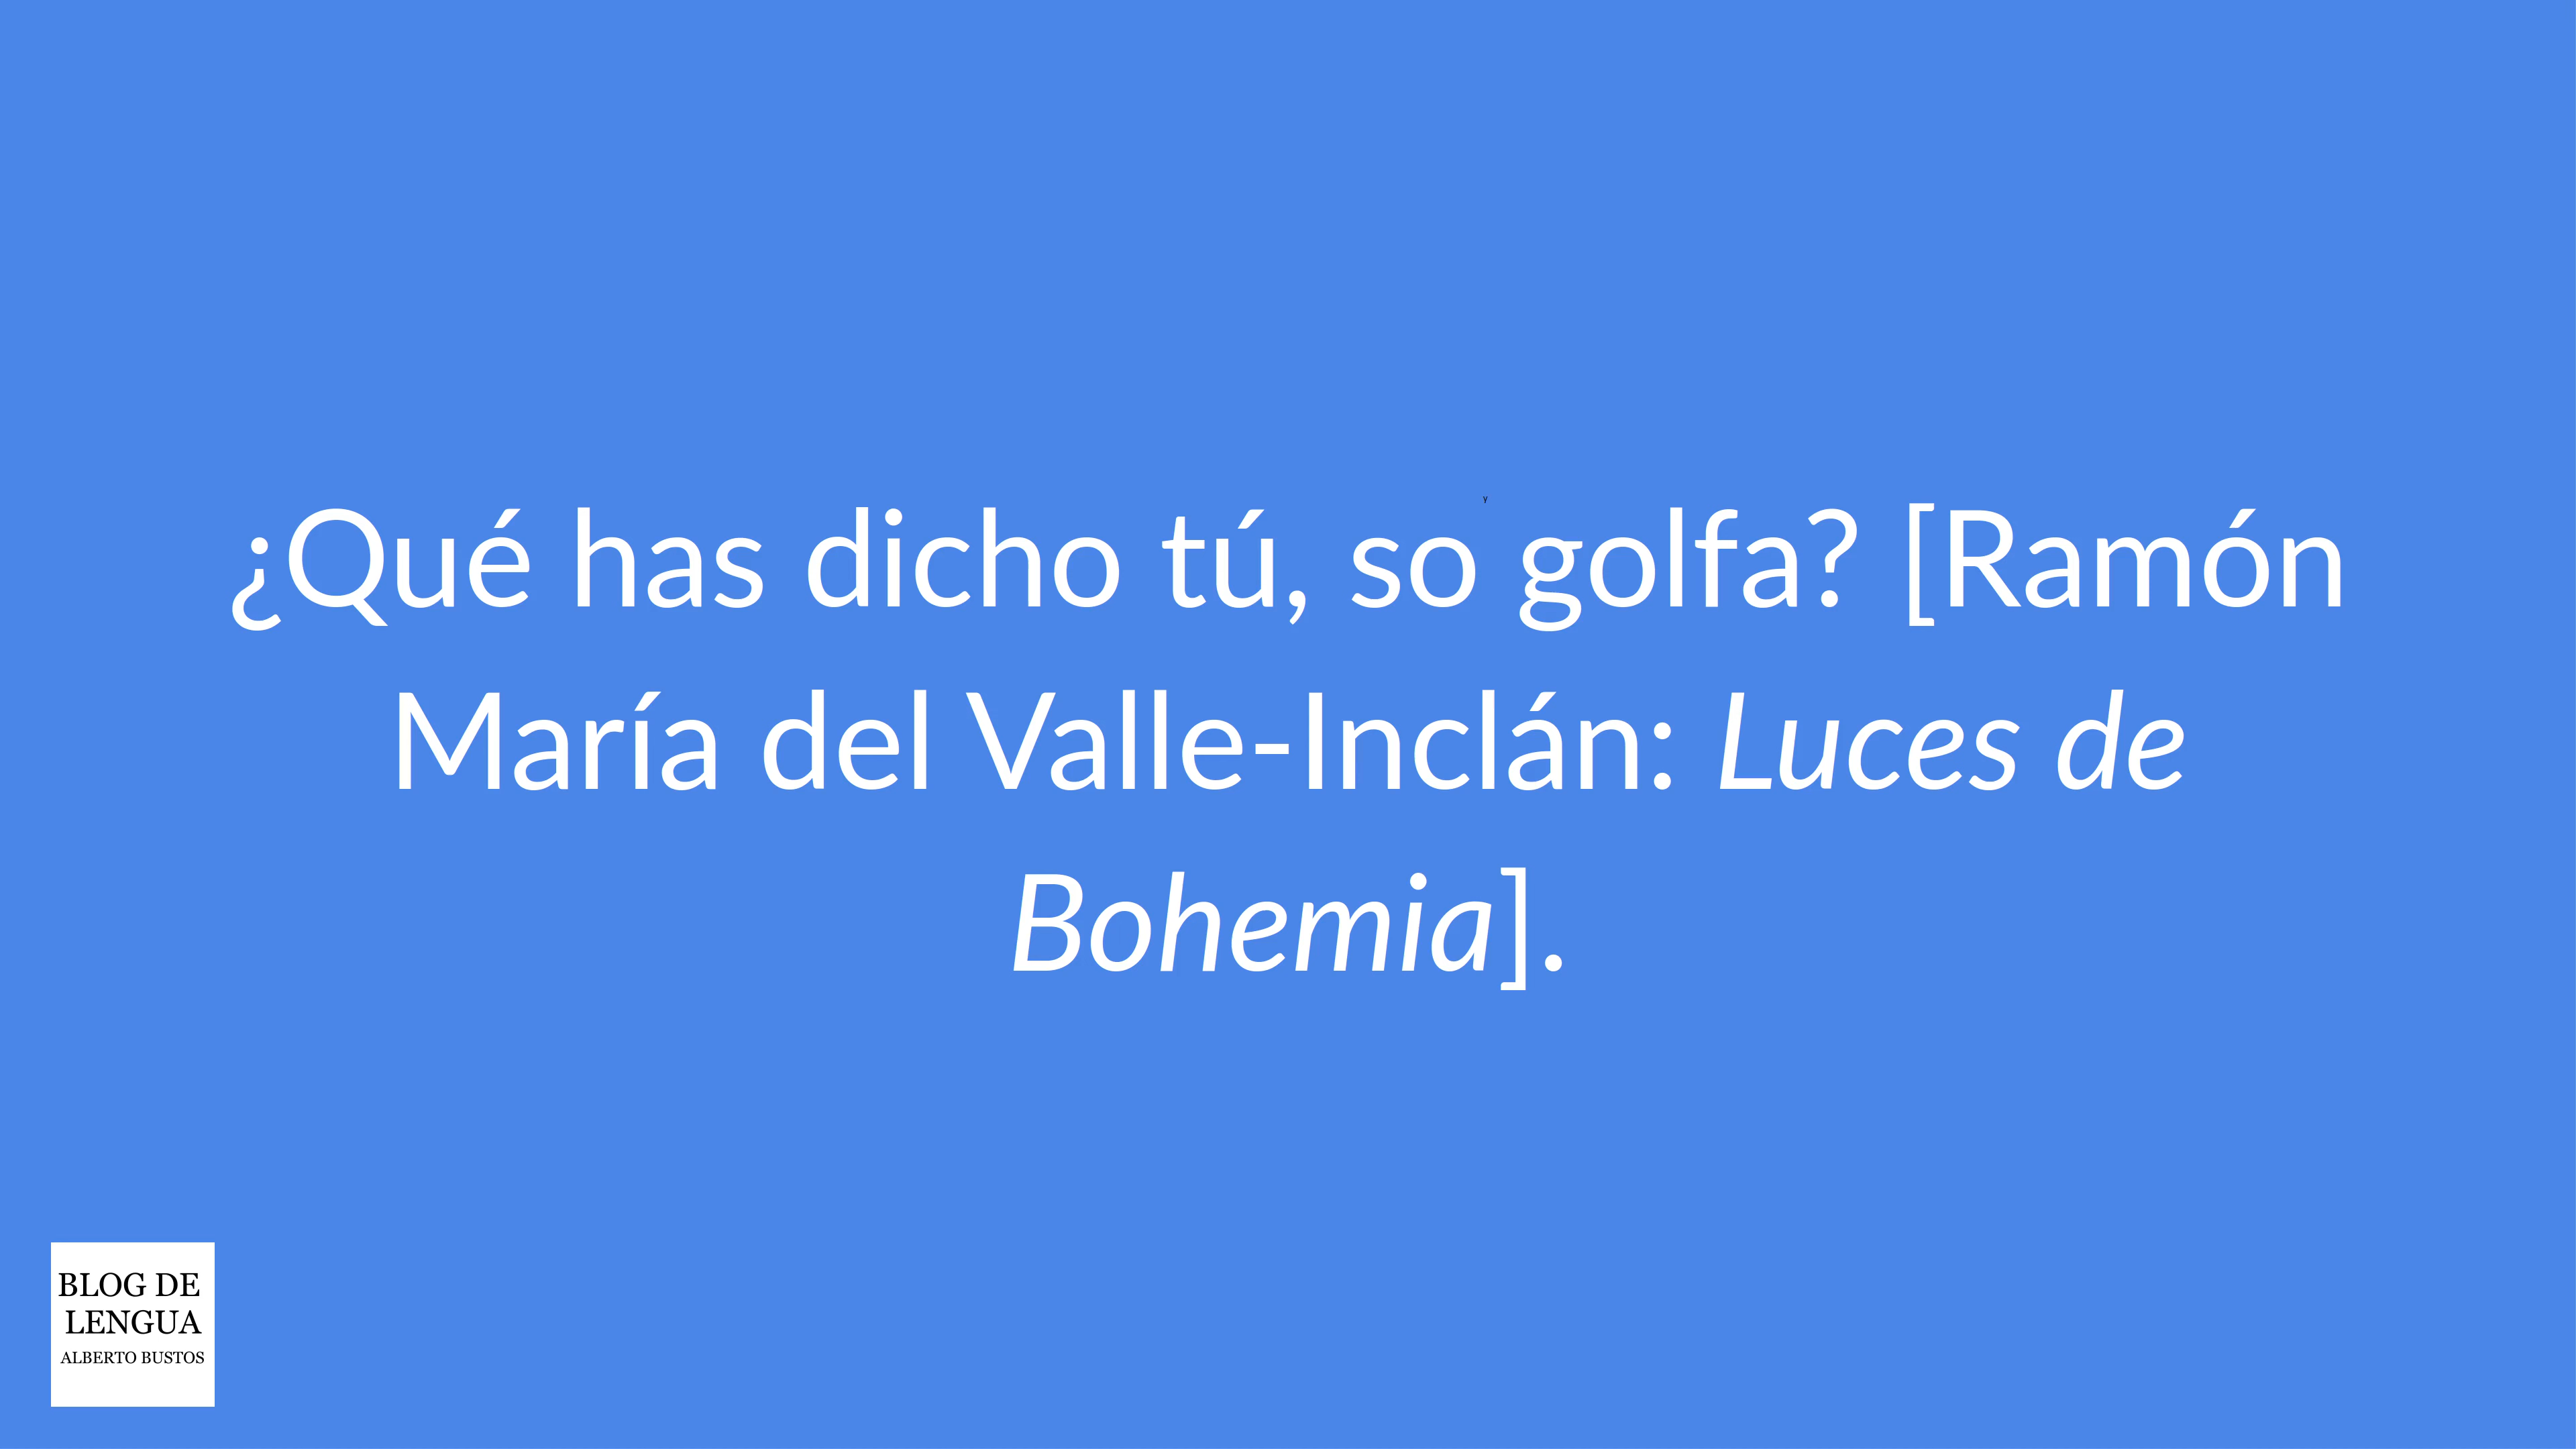 Y
¿Qué has dicho tú, so golfa? [Ramón
María del Valle-Inclán: Luces de
Bohemia].
BLOG DE
LENGUA
ALBERTO BUSTOS